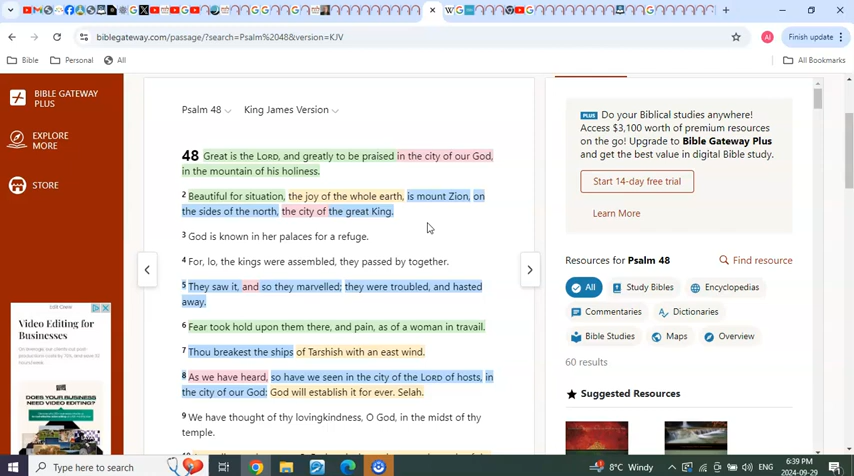 biblegateway.com/passage/?search=Psalm%2048&version=KJV
AI
Finish update
Bible
Personal
All
All Bookmarks
BIBLE GATEWAY
PLUS
EXPLORE
MORE
STORE
Video Editing for
Businesses
DOES YOUR
BUSINESS NEED
VIDEO EDITING?
Psalm 48
King James Version
48 Great is the LORD, and greatly to be praised in the city of our God,
in the mountain of his holiness.
2 Beautiful for situation, the joy of the whole earth, is mount Zion, on
the sides of the north, the city of the great King.
3 God is known in her palaces for a refuge.
4 For, lo, the kings were assembled, they passed by together.
5 They saw it, and so they marvelled; they were troubled, and hasted
away.
6 Fear took hold upon them there, and pain, as of a woman in travail.
7 Thou breakest the ships of Tarshish with an east wind.
8 As we have heard, so have we seen in the city of the LORD of hosts, in
the city of our God: God will establish it for ever. Selah.
9 We have thought of thy lovingkindness, O God, in the midst of thy
temple.
PLUS Do your Biblical studies anywhere!
Access $3,100 worth of premium resources
on the go! Upgrade to Bible Gateway Plus
and get the best value in digital Bible study.
Start 14-day free trial
Learn More
Resources for Psalm 48
Find resource
All
Study Bibles
Encyclopedias
Commentaries
Dictionaries
Bible Studies
Maps
Overview
60 results
Suggested Resources
Type here to search
8°C Windy
ENG
6:39 PM
2024-09-29